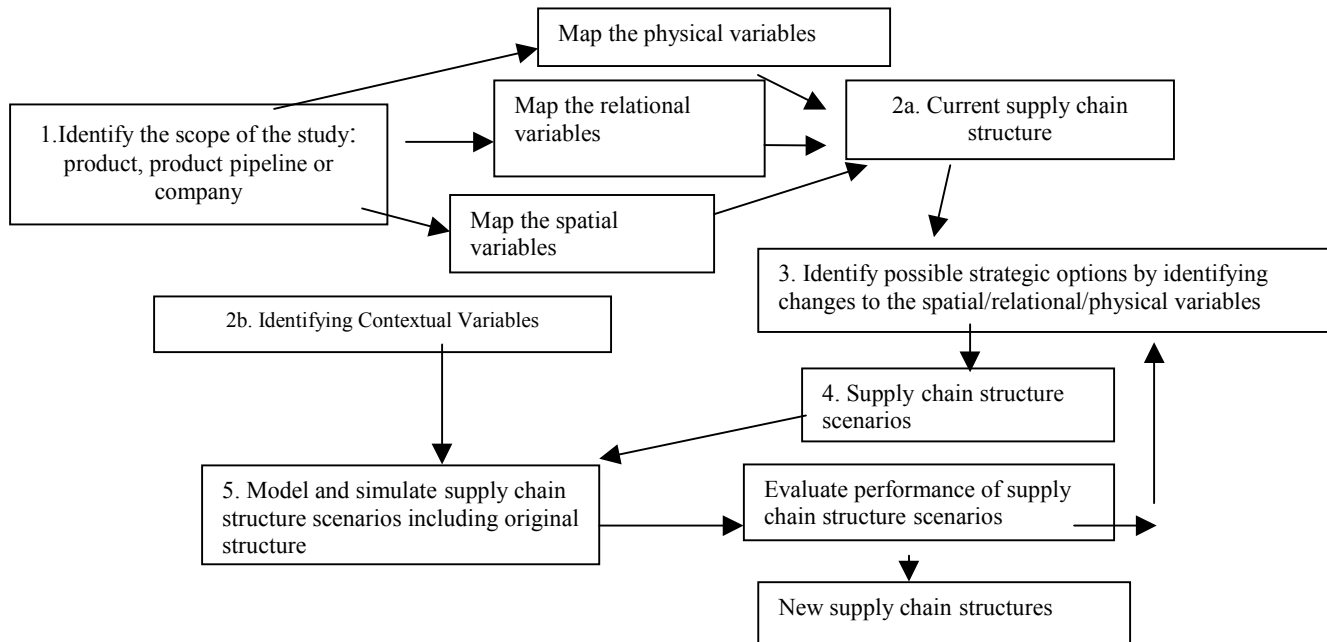 Map the physical variables
1.Identify the scope of the study:
product, product pipeline or
company
Map the relational
variables
Map the spatial
variables
2a. Current supply chain
structure
3. Identify possible strategic options by identifying
changes to the spatial/relational/physical variables
2b. Identifying Contextual Variables
4. Supply chain structure
scenarios
5. Model and simulate supply chain
structure scenarios including original
structure
Evaluate performance of supply
chain structure scenarios
New supply chain structures